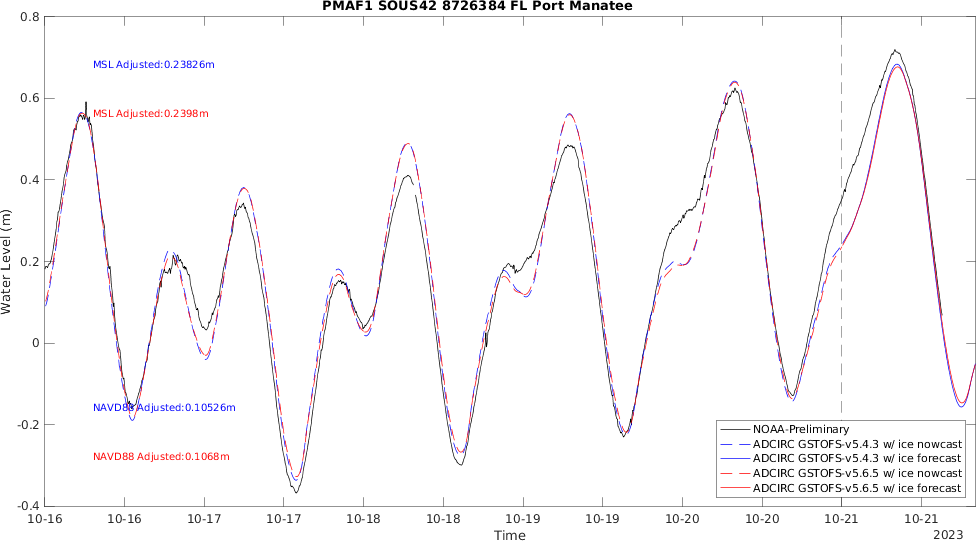 PMAF1 SOUS42 8726384 FL Port Manatee
0.8
0.6
0.4
0.2
0
-0.2
-0.4
Water Level (m)
MSL Adjusted:0.23826m
MSL Adjusted:0.2398m
NAVD88 Adjusted:0.10526m
NAVD88 Adjusted:0.1068m
NOAA-Preliminary
ADCIRC GSTOFS-v5.4.3 w/ ice nowcast
ADCIRC GSTOFS-v5.4.3 w/ ice forecast
ADCIRC GSTOFS-v5.6.5 w/ ice nowcast
ADCIRC GSTOFS-v5.6.5 w/ ice forecast
10-16 10-16 10-17 10-17 10-18 10-18 10-19 10-19 10-20 10-20 10-21 10-21
Time
2023